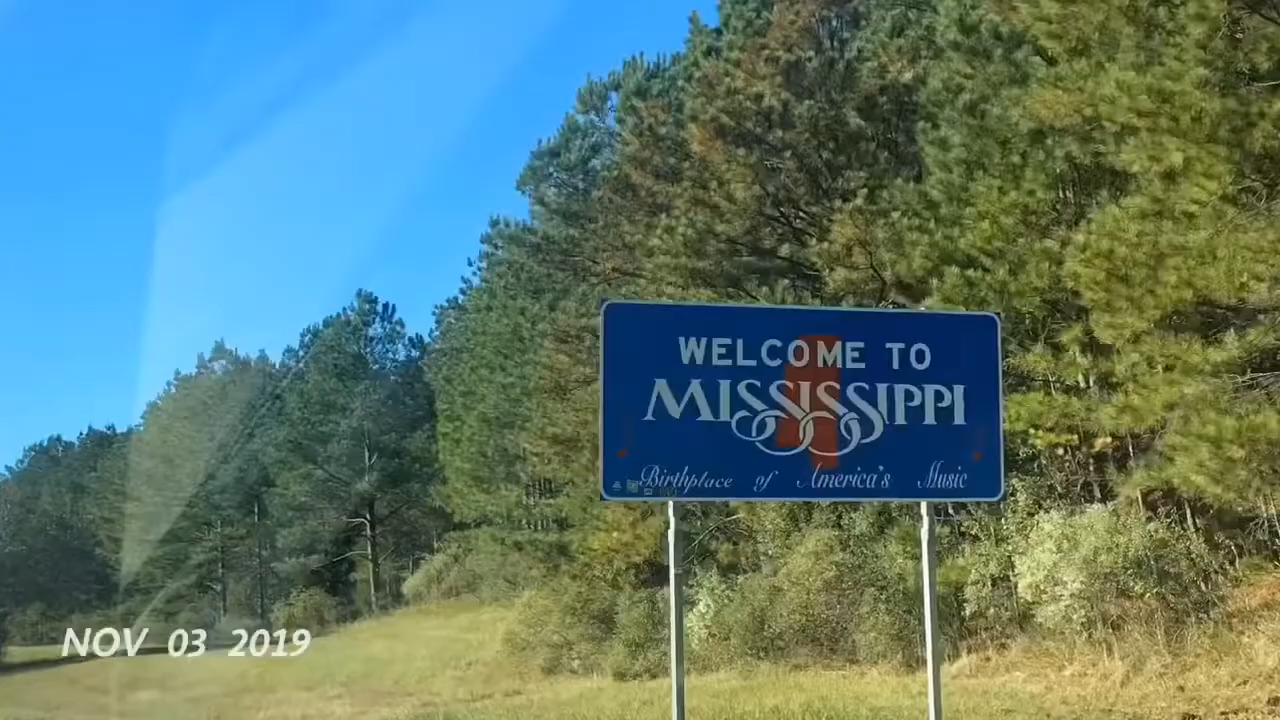 WELCOME TO
MISSISSIPPI
Birthplace of America's Music
NOV 03 2019